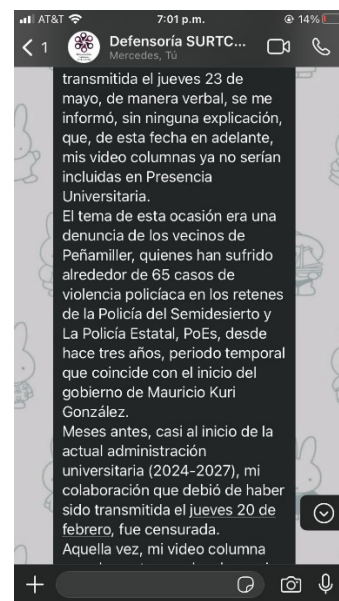 AT&T 7:01 p.m. 14%
1 Defensoría SURTC...
Mercedes, Tú
transmitida el jueves 23 de
mayo, de manera verbal, se me
informó, sin ninguna explicación,
que, de esta fecha en adelante,
mis video columnas ya no serían
incluidas en Presencia
Universitaria.
El tema de esta ocasión era una
denuncia de los vecinos de
Peñamiller, quienes han sufrido
alrededor de 65 casos de
violencia policíaca en los retenes
de la Policía del Semidesierto y
La Policía Estatal, PoEs, desde
hace tres años, periodo temporal
que coincide con el inicio del
gobierno de Mauricio Kuri
González.
Meses antes, casi al inicio de la
actual administración
universitaria (2024-2027), mi
colaboración que debió de haber
sido transmitida el jueves 20 de
febrero, fue censurada.
Aquella vez, mi video columna